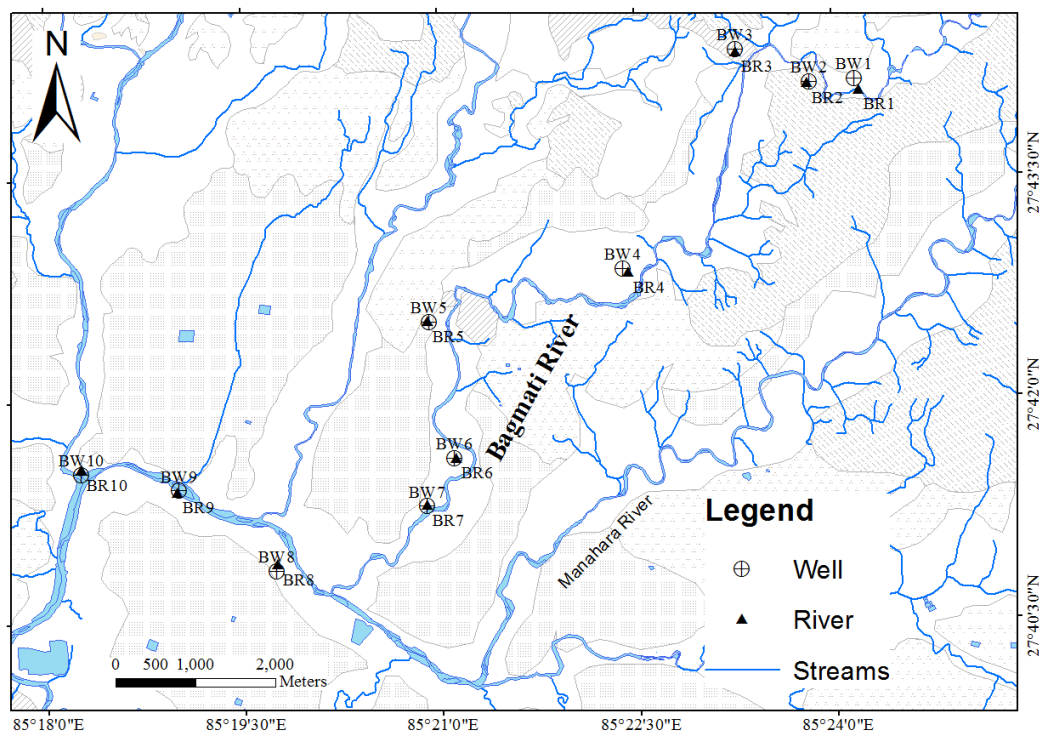 N
BW3
BR3
BW2
BW1
BR2
BR1
27°43'30"N
BW4
BR4
BW5
BR5
Bagmati River
27°42'0"N
BW6
BR6
BW10
BR10
BW9
BR9
BW7
BR7
Manahara River
BW8
BR8
27°40'30"N
Legend
Well
River
Streams
0 500 1,000 2,000
Meters
85°18'0"E 85°19'30"E 85°21'0"E 85°22'30"E 85°24'0"E